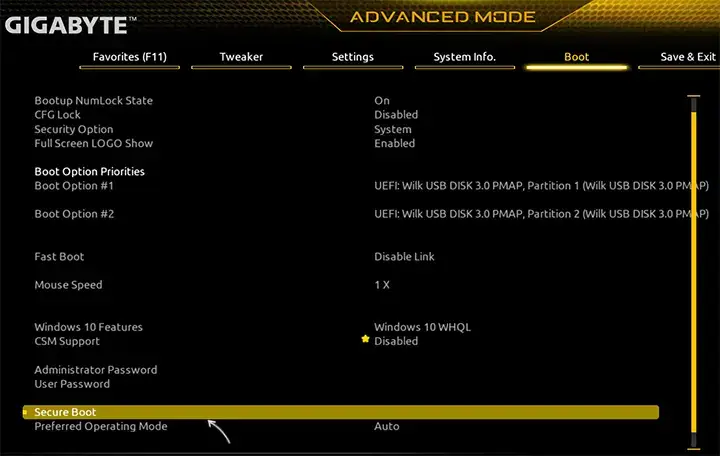 ADVANCED MODE
GIGABYTE™
Favorites (F11) Tweaker Settings System Info. Boot Save & Exit
Bootup NumLock State On
CFG Lock Disabled
Security Option System
Full Screen LOGO Show Enabled
Boot Option Priorities
Boot Option #1 UEFI: Wilk USB DISK 3.0 PMAP, Partition 1 (Wilk USB DISK 3.0 PMAP)
Boot Option #2 UEFI: Wilk USB DISK 3.0 PMAP, Partition 2 (Wilk USB DISK 3.0 PMAP)
Fast Boot Disable Link
Mouse Speed 1 X
Windows 10 Features Windows 10 WHQL
CSM Support Disabled
Administrator Password
User Password
Secure Boot
Preferred Operating Mode Auto